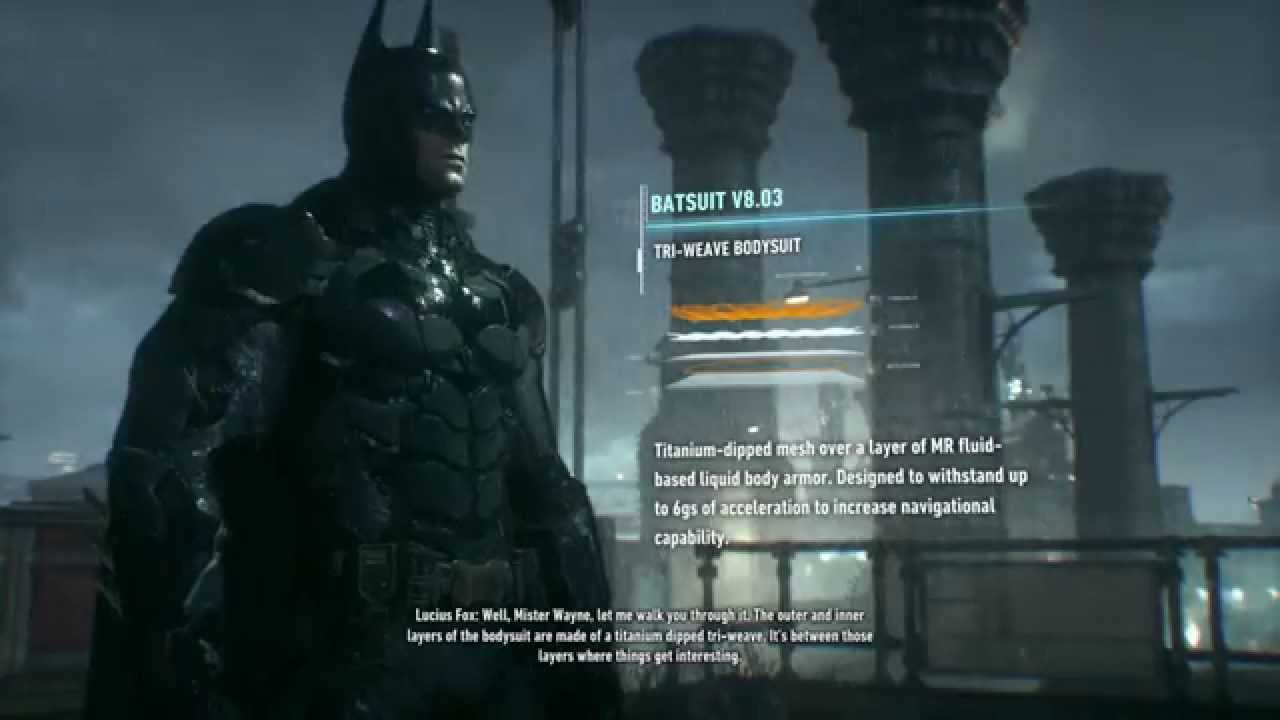 BATSUIT V8.03
TRI-WEAVE BODYSUIT
Titanium-dipped mesh over a layer of MR fluid-
based liquid body armor. Designed to withstand up
to 6gs of acceleration to increase navigational
capability.
Lucius Fox: Well, Mister Wayne, let me walk you through it. The outer and inner
layers of the bodysuit are made of a titanium dipped tri-weave. It's between those
layers where things get interesting.